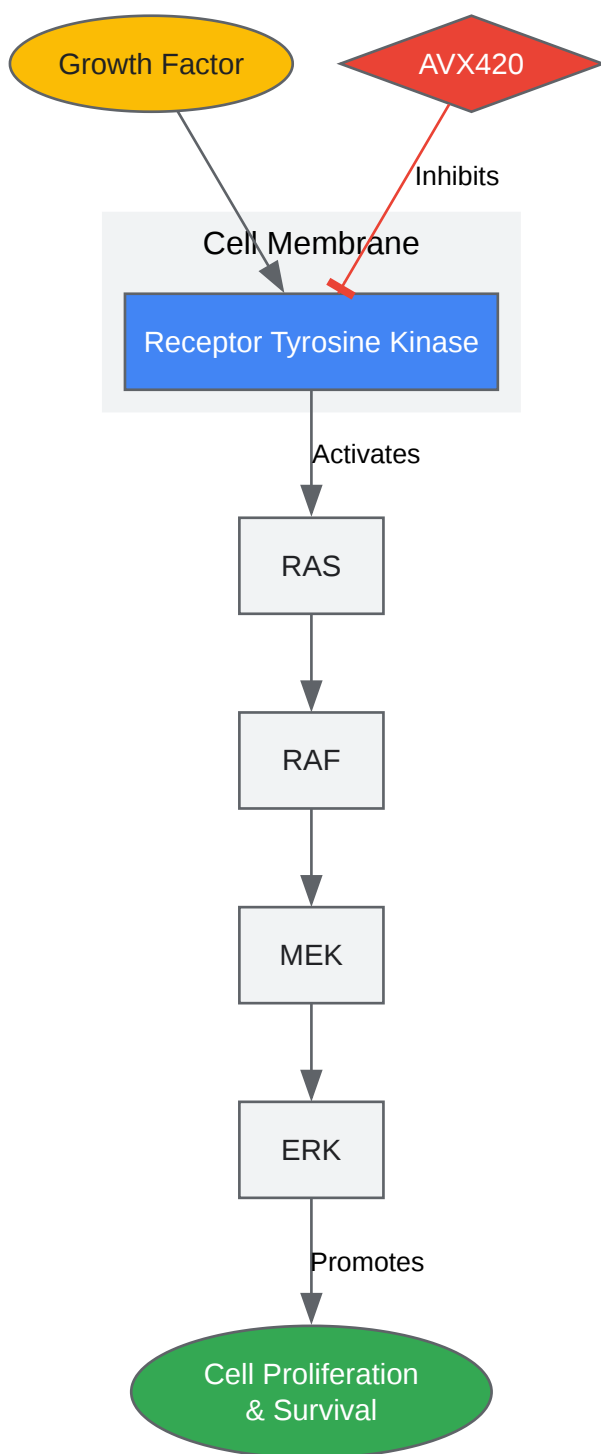 Growth Factor
AVX420
Inhibits
Cell Membrane
Receptor Tyrosine Kinase
Activates
RAS
RAF
MEK
ERK
Promotes
Cell Proliferation
& Survival